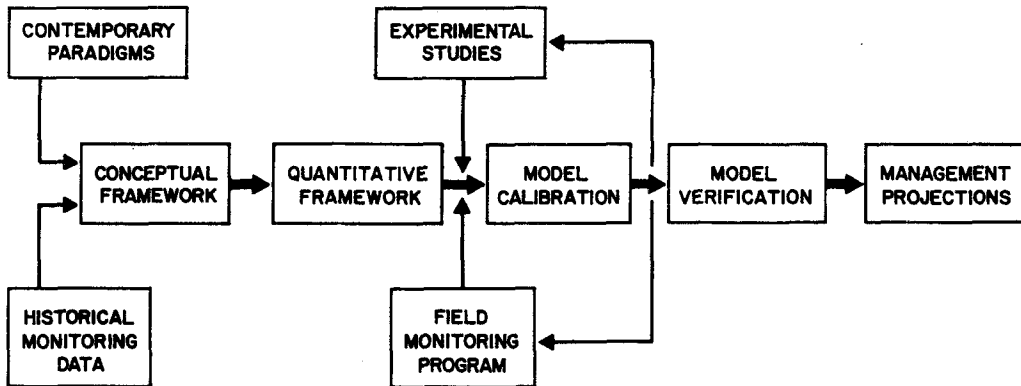 CONTEMPORARY
PARADIGMS
EXPERIMENTAL
STUDIES
CONCEPTUAL
FRAMEWORK
QUANTITATIVE
FRAMEWORK
MODEL
CALIBRATION
MODEL
VERIFICATION
MANAGEMENT
PROJECTIONS
HISTORICAL
MONITORING
DATA
FIELD
MONITORING
PROGRAM